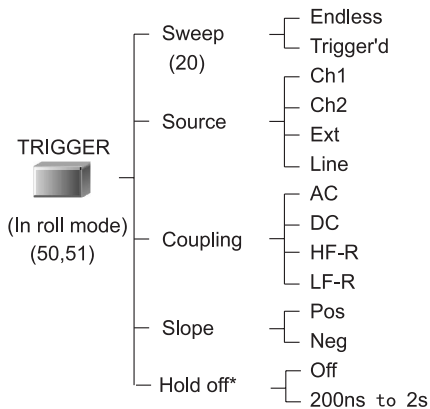 TRIGGER
(In roll mode)
(50,51)
Sweep
(20)
Endless
Trigger'd
Source
Ch1
Ch2
Ext
Line
Coupling
AC
DC
HF-R
LF-R
Slope
Pos
Neg
Hold off*
Off
200ns to 2s